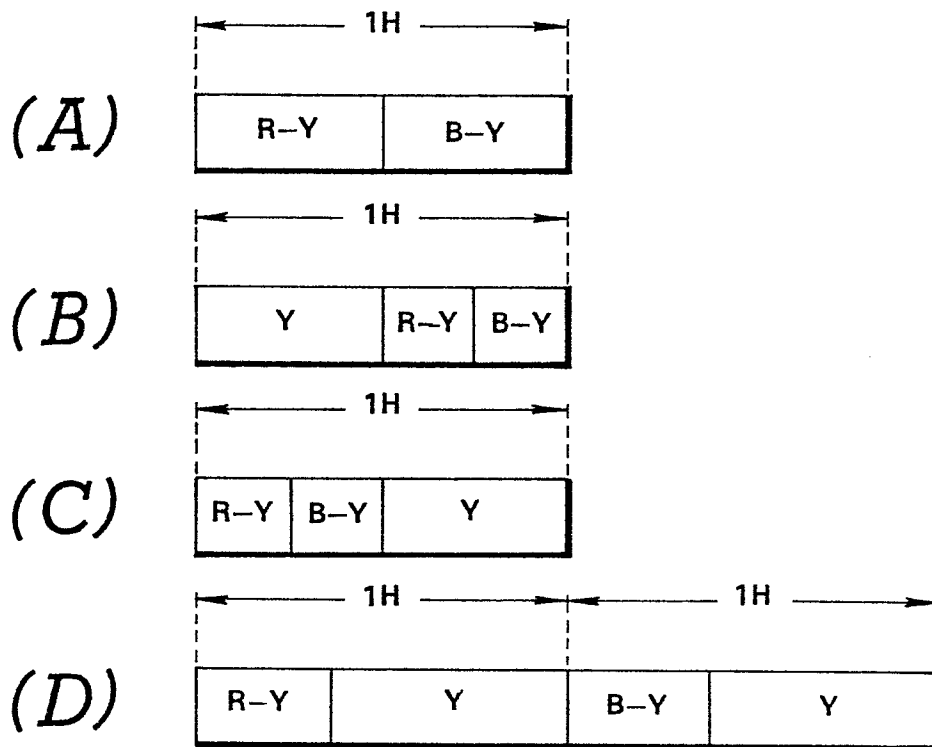 1H
(A)
R–Y B–Y
1H
(B)
Y R–Y B–Y
1H
(C)
R–Y B–Y Y
1H 1H
(D)
R–Y Y B–Y Y